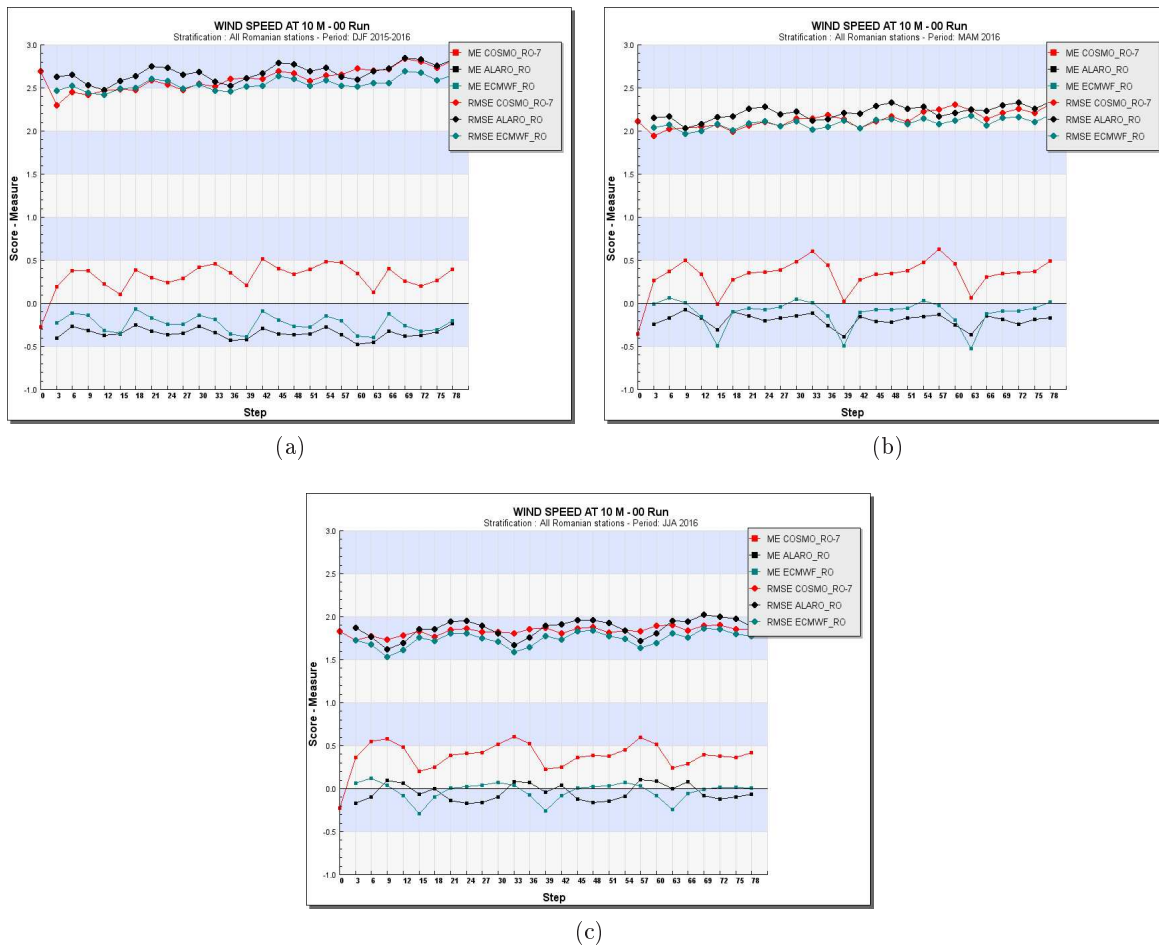 WIND SPEED AT 10 M - 00 Run
Stratification : All Romanian stations - Period: DJF 2015-2016
ME COSMO_RO-7
ME ALARO_RO
ME ECMWF_RO
RMSE COSMO_RO-7
RMSE ALARO_RO
RMSE ECMWF_RO
Score - Measure
3.0
2.5
2.0
1.5
1.0
0.5
0.0
-0.5
-1.0
0 3 6 9 12 15 18 21 24 27 30 33 36 39 42 45 48 51 54 57 60 63 66 69 72 75 78
Step
(a)
WIND SPEED AT 10 M - 00 Run
Stratification : All Romanian stations - Period: MAM 2016
ME COSMO_RO-7
ME ALARO_RO
ME ECMWF_RO
RMSE COSMO_RO-7
RMSE ALARO_RO
RMSE ECMWF_RO
Score - Measure
3.0
2.5
2.0
1.5
1.0
0.5
0.0
-0.5
-1.0
0 3 6 9 12 15 18 21 24 27 30 33 36 39 42 45 48 51 54 57 60 63 66 69 72 75 78
Step
(b)
WIND SPEED AT 10 M - 00 Run
Stratification : All Romanian stations - Period: JJA 2016
ME COSMO_RO-7
ME ALARO_RO
ME ECMWF_RO
RMSE COSMO_RO-7
RMSE ALARO_RO
RMSE ECMWF_RO
Score - Measure
3.0
2.5
2.0
1.5
1.0
0.5
0.0
-0.5
-1.0
0 3 6 9 12 15 18 21 24 27 30 33 36 39 42 45 48 51 54 57 60 63 66 69 72 75 78
Step
(c)